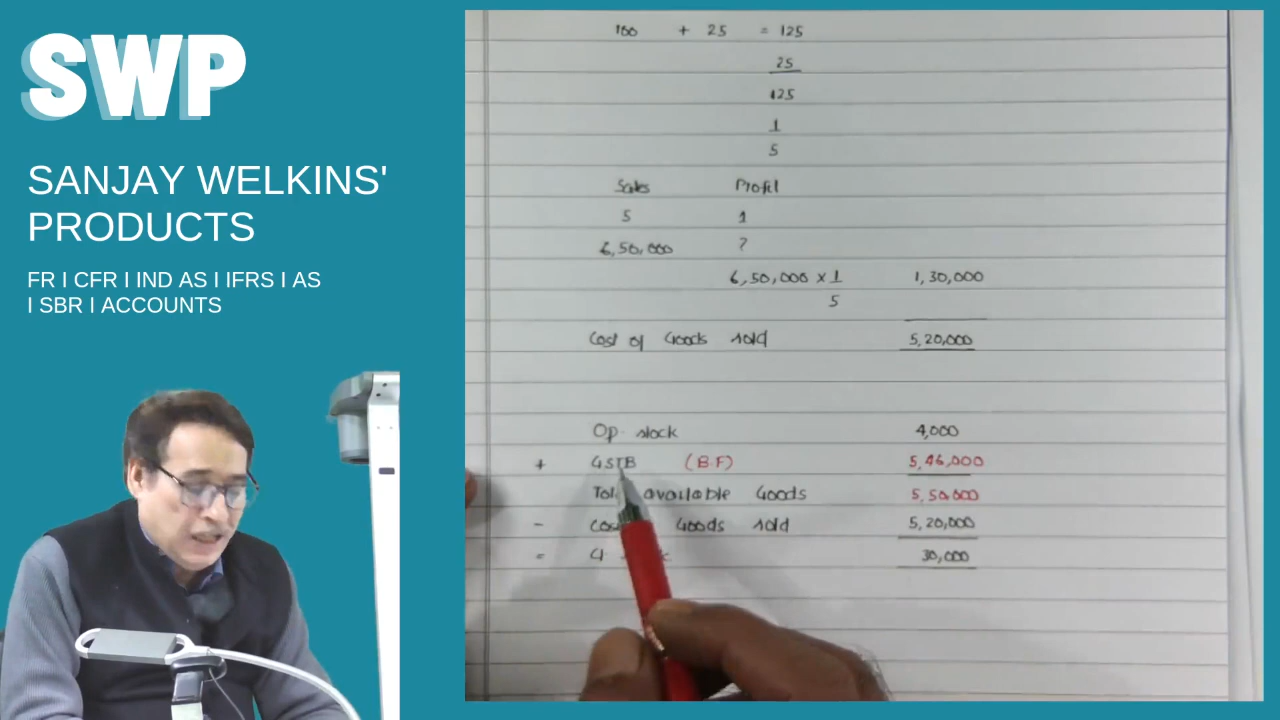 SWP
SANJAY WELKINS'
PRODUCTS
FR I CFR I IND AS I IFRS I AS
I SBR I ACCOUNTS
100 + 25 = 125
25
125
1
5
Sales Profit
5 1
6,50,000 ?
6,50,000 x 1 1,30,000
5
Cost of Goods sold 5,20,000
Op. stock 4,000
+ GSTB (B.F) 5,46,000
available Goods 5,50,000
- Goods sold 5,20,000
= Cl 30,000